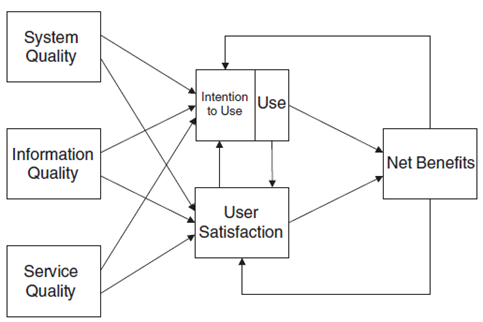 System
Quality
Intention
to Use
Use
Information
Quality
Net Benefits
User
Satisfaction
Service
Quality